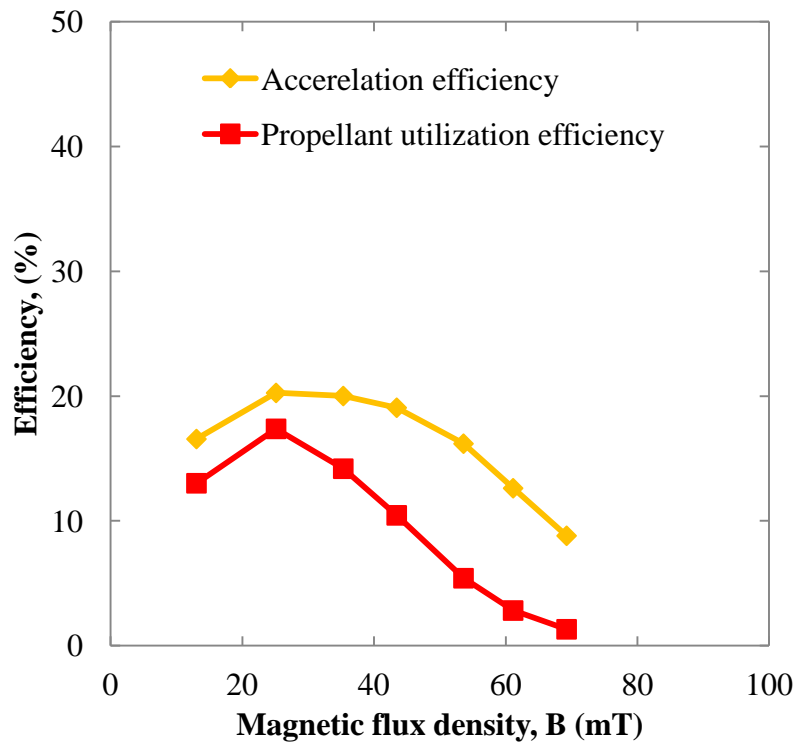 50
40
30
20
10
0
Efficiency, (%)
Accerelation efficiency
Propellant utilization efficiency
0 20 40 60 80 100
Magnetic flux density, B (mT)